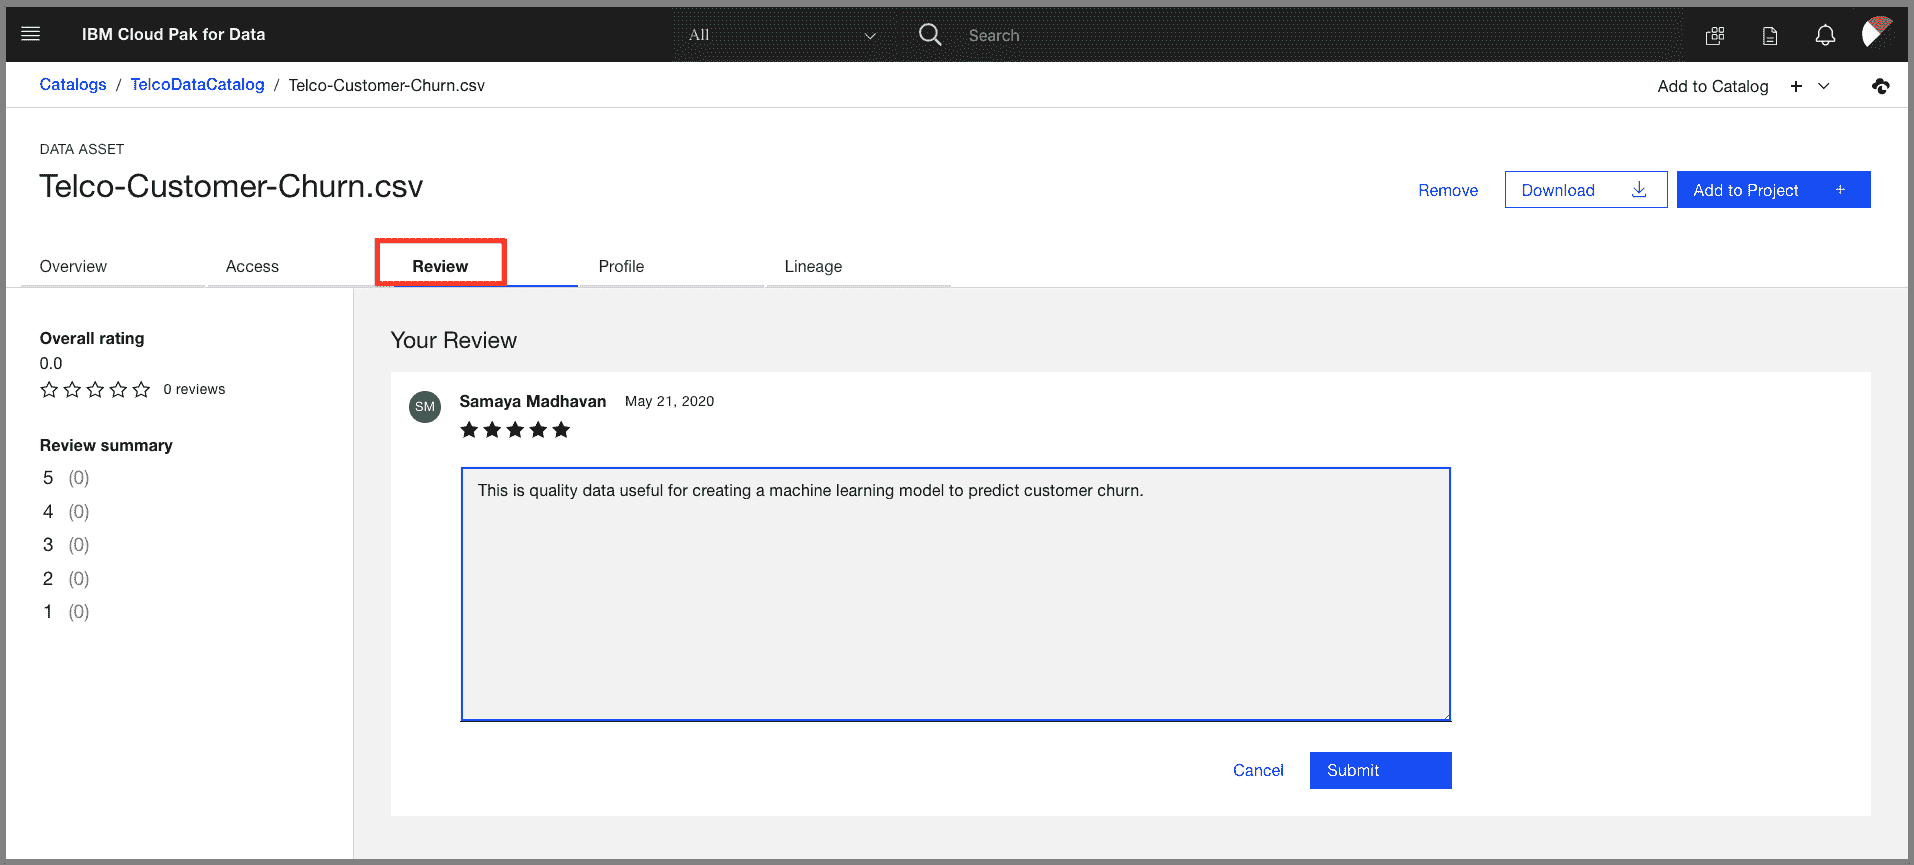 IBM Cloud Pak for Data All Search
Catalogs / TelcoDataCatalog / Telco-Customer-Churn.csv Add to Catalog
DATA ASSET
Telco-Customer-Churn.csv
Remove Download Add to Project +
Overview Access Review Profile Lineage
Overall rating
0.0
0 reviews
Review summary
5 (0)
4 (0)
3 (0)
2 (0)
1 (0)
Your Review
SM Samaya Madhavan May 21, 2020
This is quality data useful for creating a machine learning model to predict customer churn.
Cancel Submit